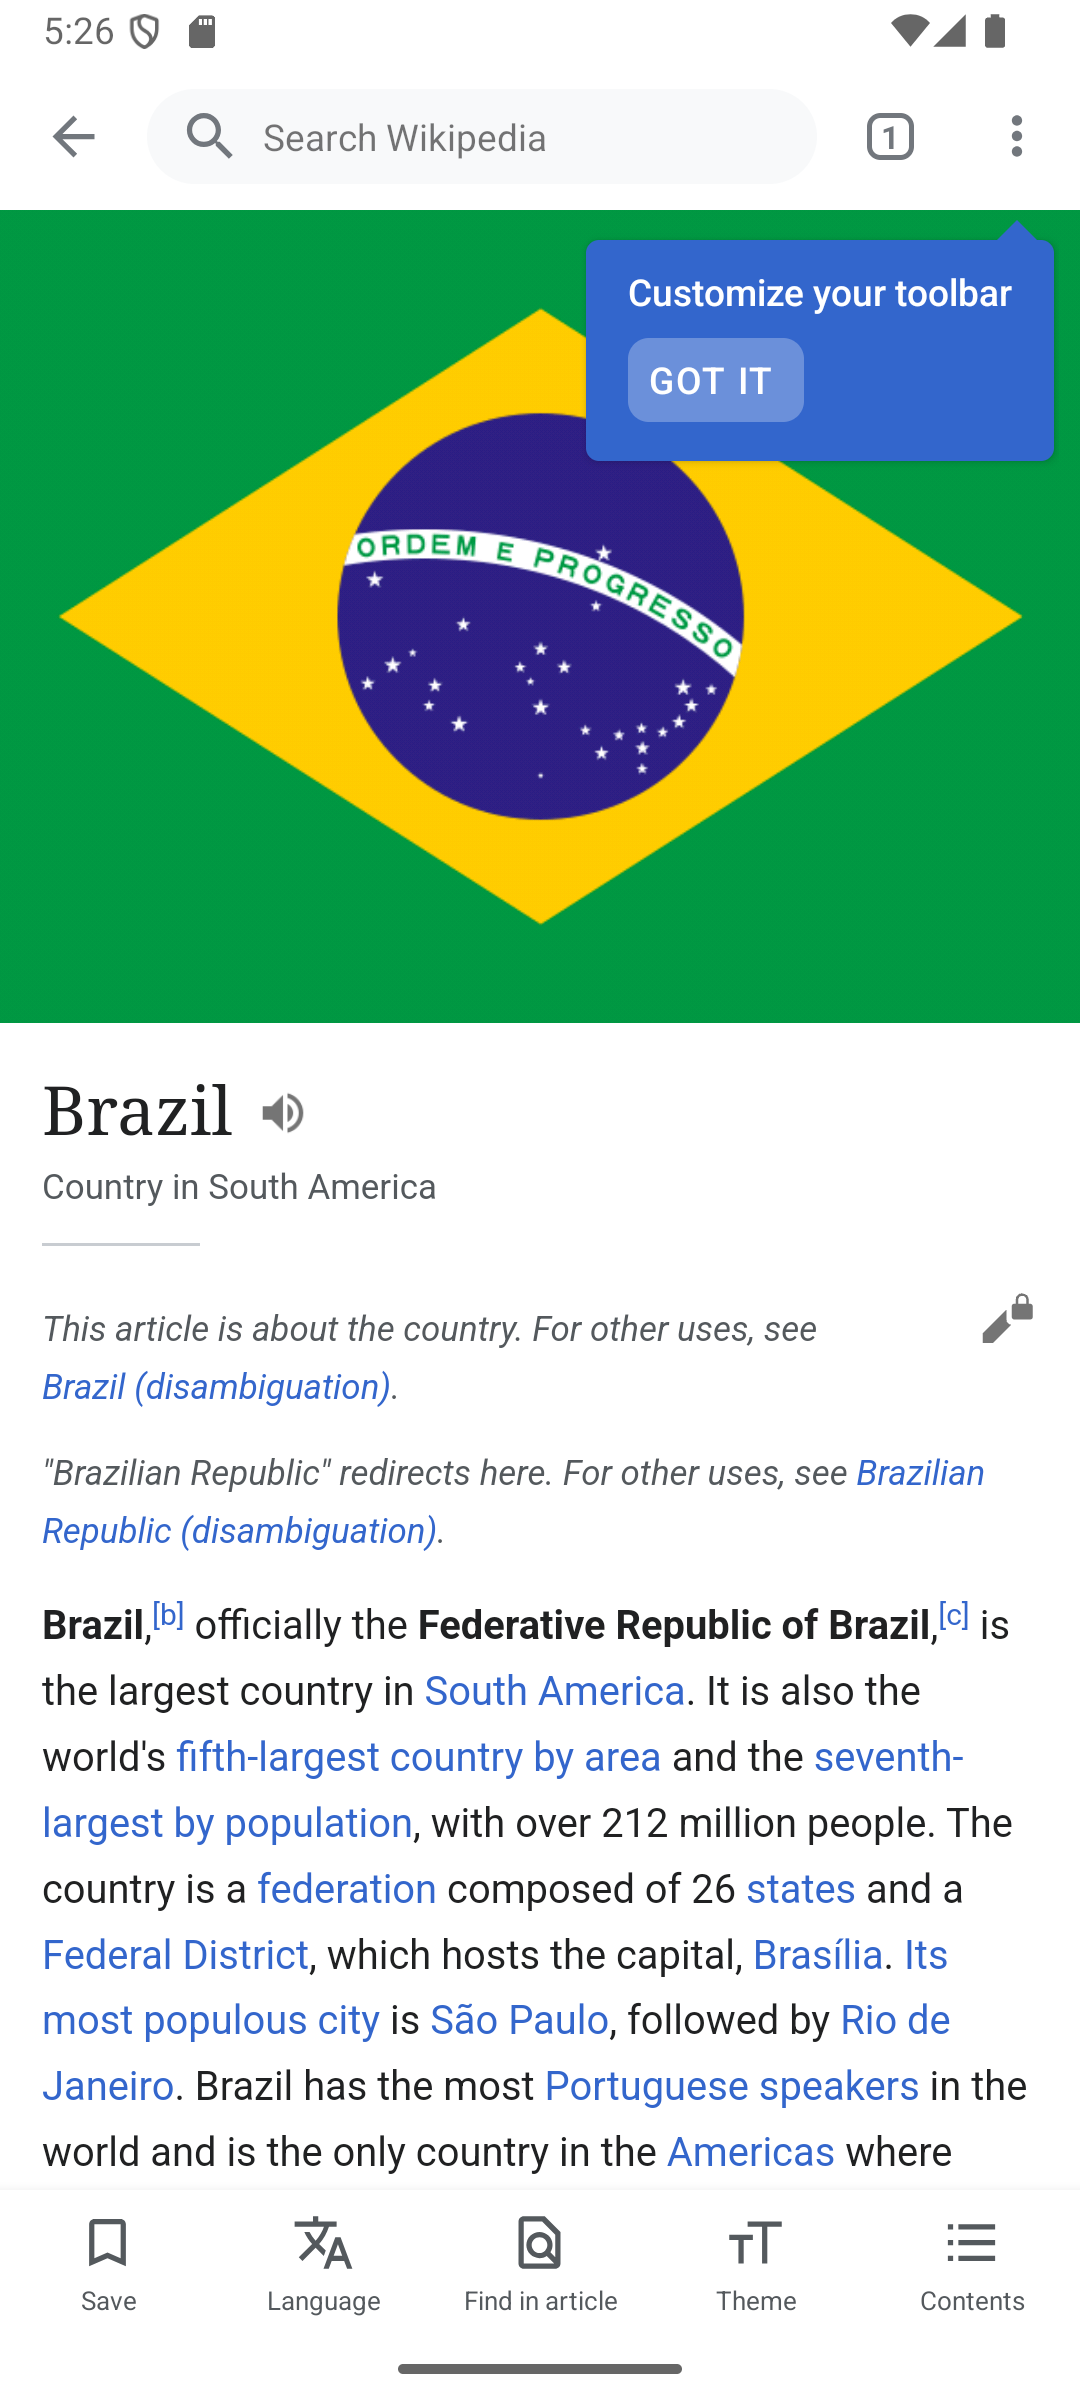 5:26
Search Wikipedia
1
Customize your toolbar
GOT IT
ORDEM E PROGRESSO
Brazil
Country in South America
This article is about the country. For other uses, see
Brazil (disambiguation).
"Brazilian Republic" redirects here. For other uses, see Brazilian
Republic (disambiguation).
Brazil,[b] officially the Federative Republic of Brazil,[c] is
the largest country in South America. It is also the
world's fifth-largest country by area and the seventh-
largest by population, with over 212 million people. The
country is a federation composed of 26 states and a
Federal District, which hosts the capital, Brasília. Its
most populous city is São Paulo, followed by Rio de
Janeiro. Brazil has the most Portuguese speakers in the
world and is the only country in the Americas where
Save
Language
Find in article
Theme
Contents